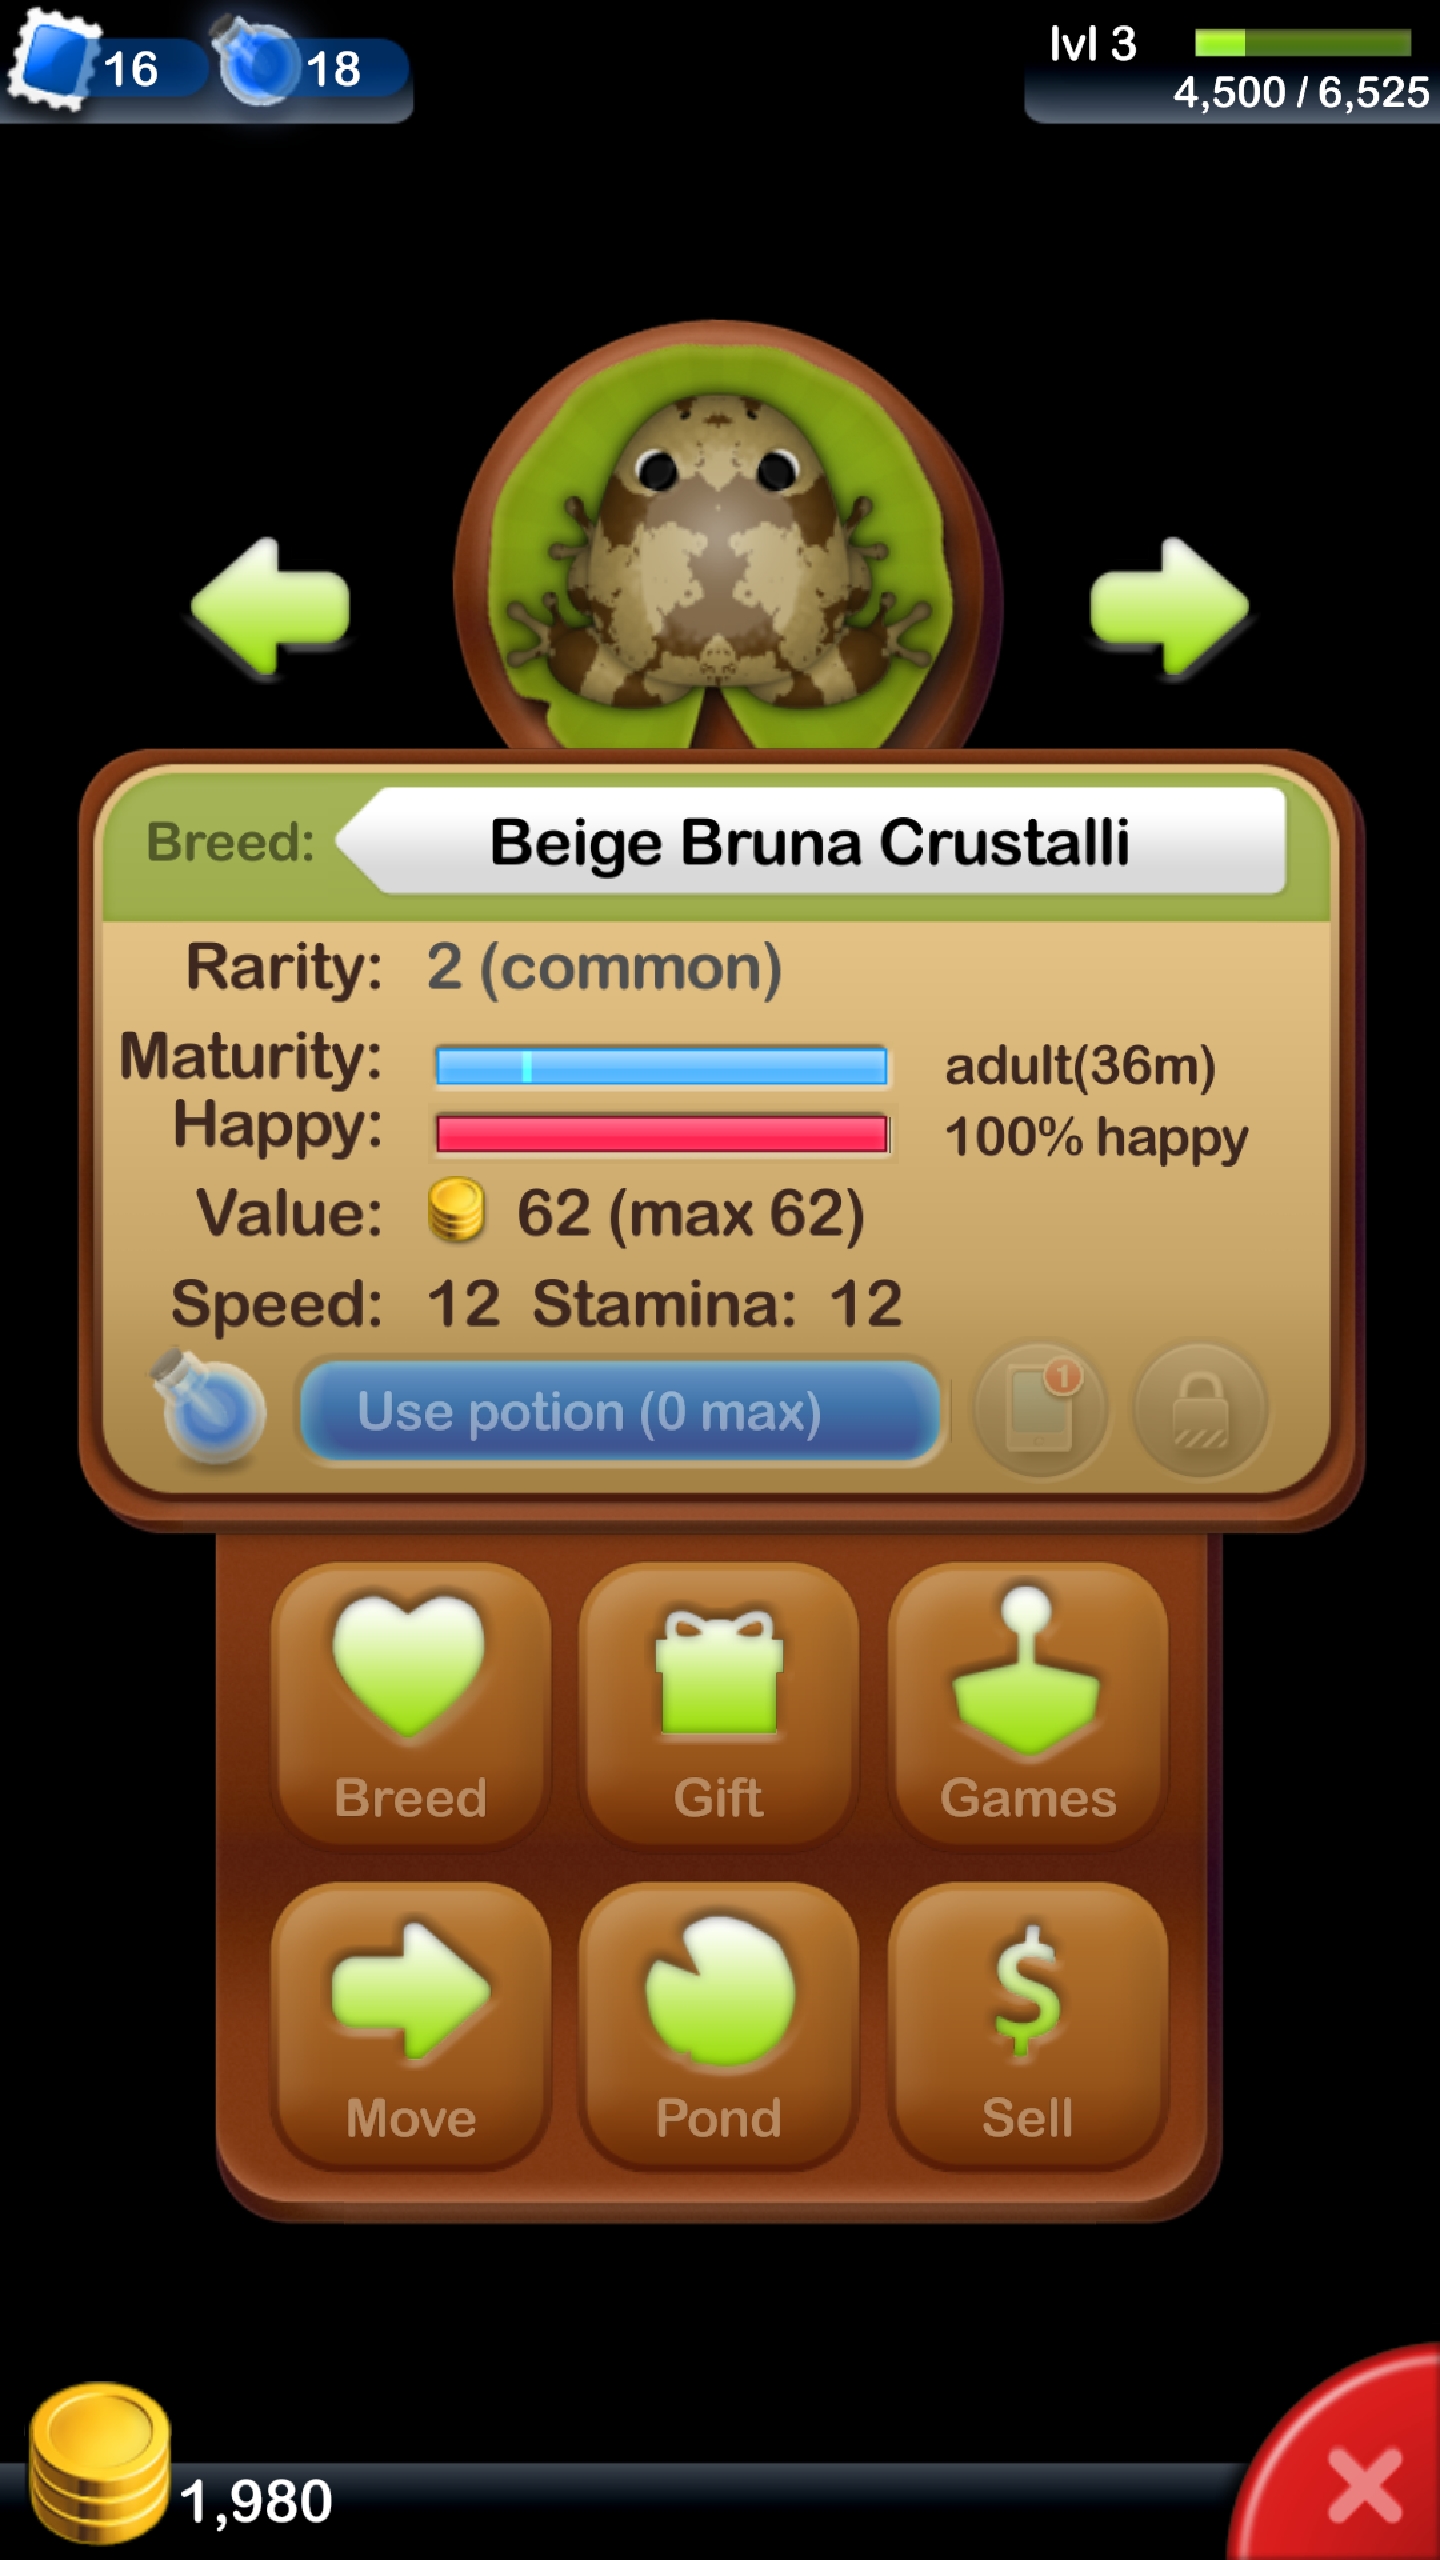 16 18 lvl 3
4,500 / 6,525
Breed: Beige Bruna Crustalli
Rarity: 2 (common)
Maturity: adult(36m)
Happy: 100% happy
Value: 62 (max 62)
Speed: 12 Stamina: 12
Use potion (0 max) 1
Breed Gift Games
Move Pond Sell
1,980